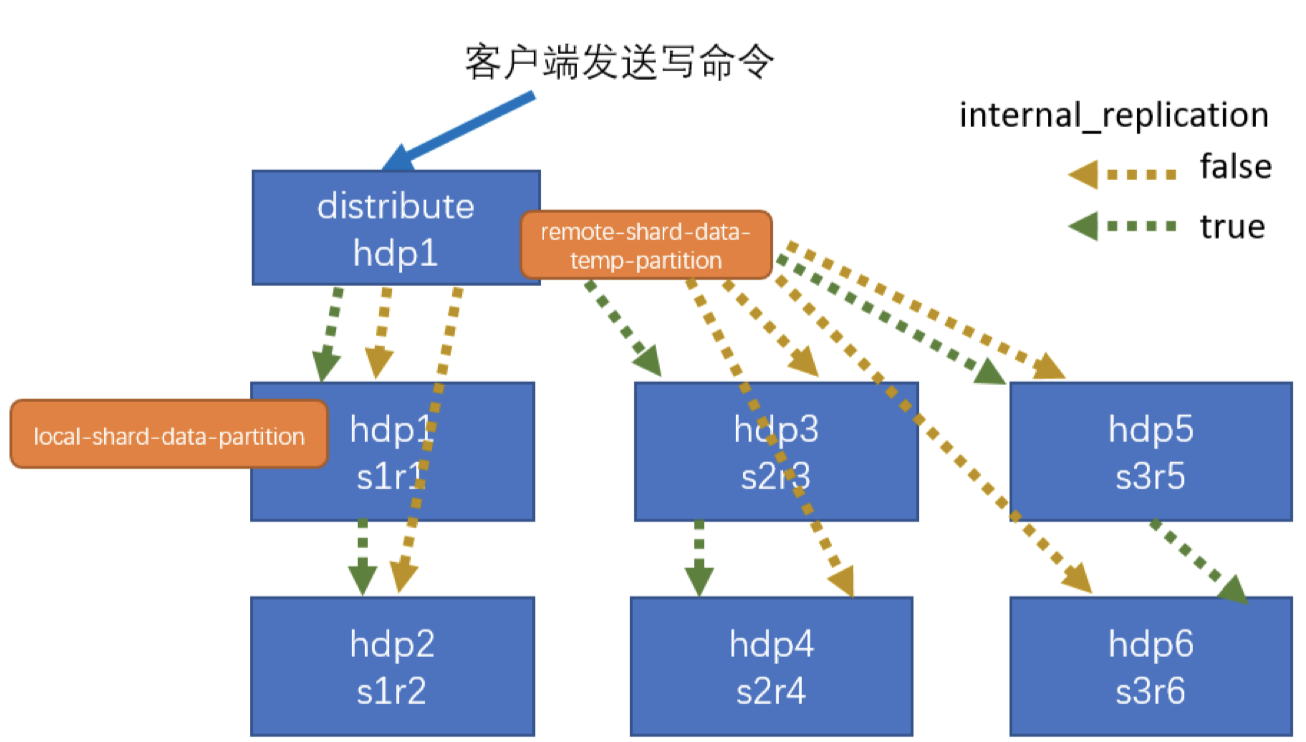 客户端发送写命令
internal_replication
false
true
distribute
hdp1
remote-shard-data-
temp-partition
local-shard-data-partition
hdp1
s1r1
hdp3
s2r3
hdp5
s3r5
hdp2
s1r2
hdp4
s2r4
hdp6
s3r6